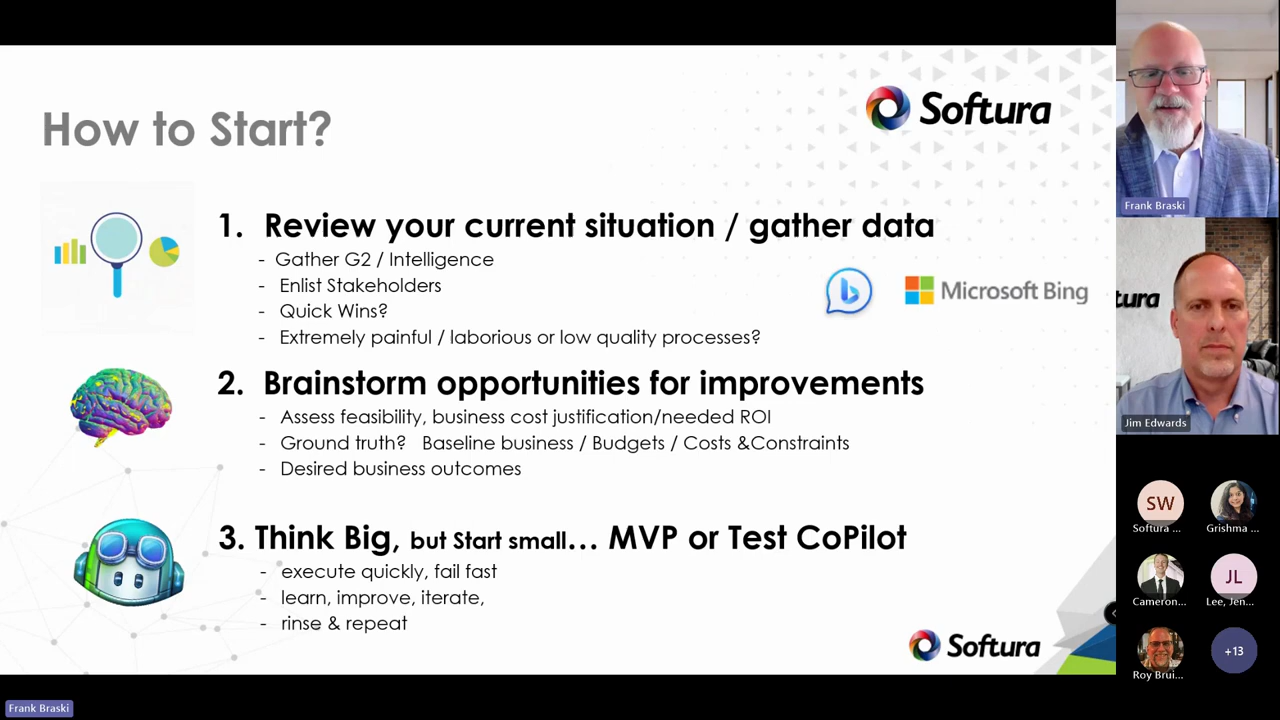 How to Start?
Softura
1. Review your current situation / gather data
- Gather G2 / Intelligence
- Enlist Stakeholders
- Quick Wins?
- Extremely painful / laborious or low quality processes?
Microsoft Bing
2. Brainstorm opportunities for improvements
- Assess feasibility, business cost justification/needed ROI
- Ground truth? Baseline business / Budgets / Costs &Constraints
- Desired business outcomes
3. Think Big, but Start small... MVP or Test CoPilot
- execute quickly, fail fast
- learn, improve, iterate,
- rinse & repeat
Softura
Frank Braski
Frank Braski
tura
Jim Edwards
SW
Softura ...
Grishma ...
Cameron...
JL
Lee, Jen...
Roy Brui...
+13